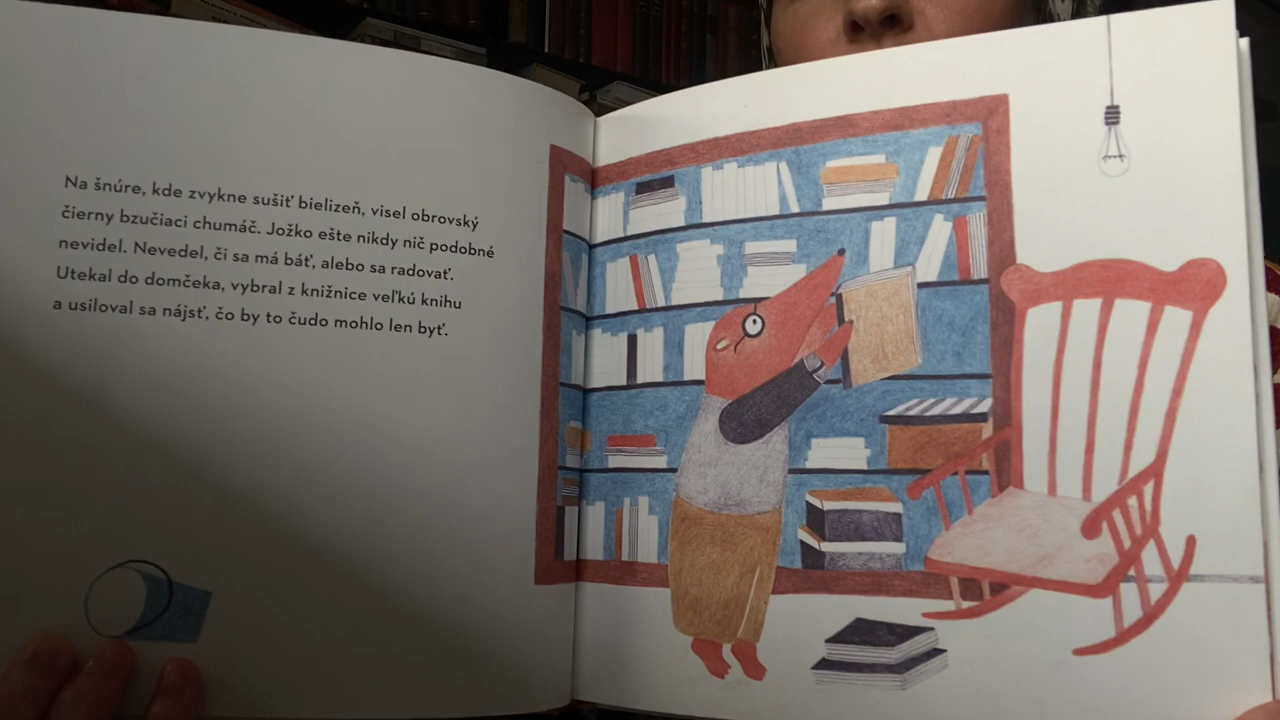 Na šnúre, kde zvykne sušiť bielizeň, visel obrovský
čierny bzučiaci chumáč. Jožko ešte nikdy nič podobné
nevidel. Nevedel, či sa má báť, alebo sa radovať.
Utekal do domčeka, vybral z knižnice veľkú knihu
a usiloval sa nájsť, čo by to čudo mohlo len byť.